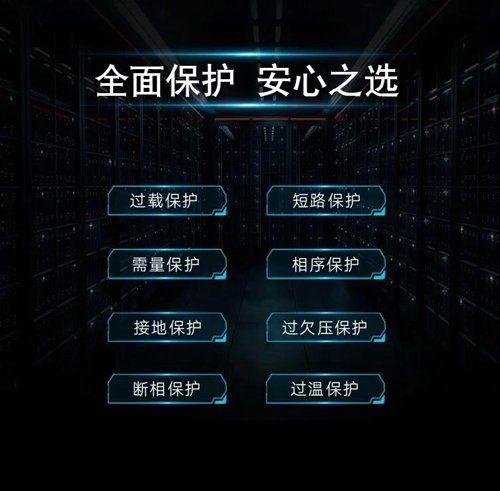 全面保护 安心之选
过载保护 短路保护
需量保护 相序保护
接地保护 过欠压保护
断相保护 过温保护